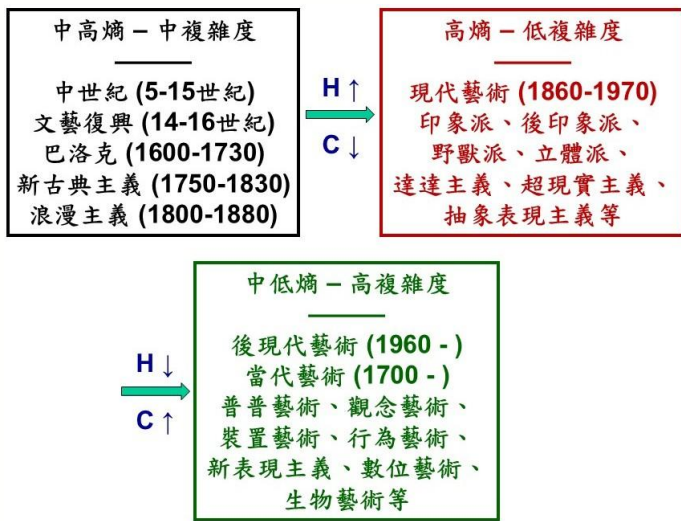 中高熵 – 中複雜度
中世紀 (5-15世紀)
文藝復興 (14-16世紀)
巴洛克 (1600-1730)
新古典主義 (1750-1830)
浪漫主義 (1800-1880)
H ↑
C ↓
高熵 – 低複雜度
現代藝術 (1860-1970)
印象派、後印象派、
野獸派、立體派、
達達主義、超現實主義、
抽象表現主義等
H ↓
C ↑
中低熵 – 高複雜度
後現代藝術 (1960 - )
當代藝術 (1700 - )
普普藝術、觀念藝術、
裝置藝術、行為藝術、
新表現主義、數位藝術、
生物藝術等